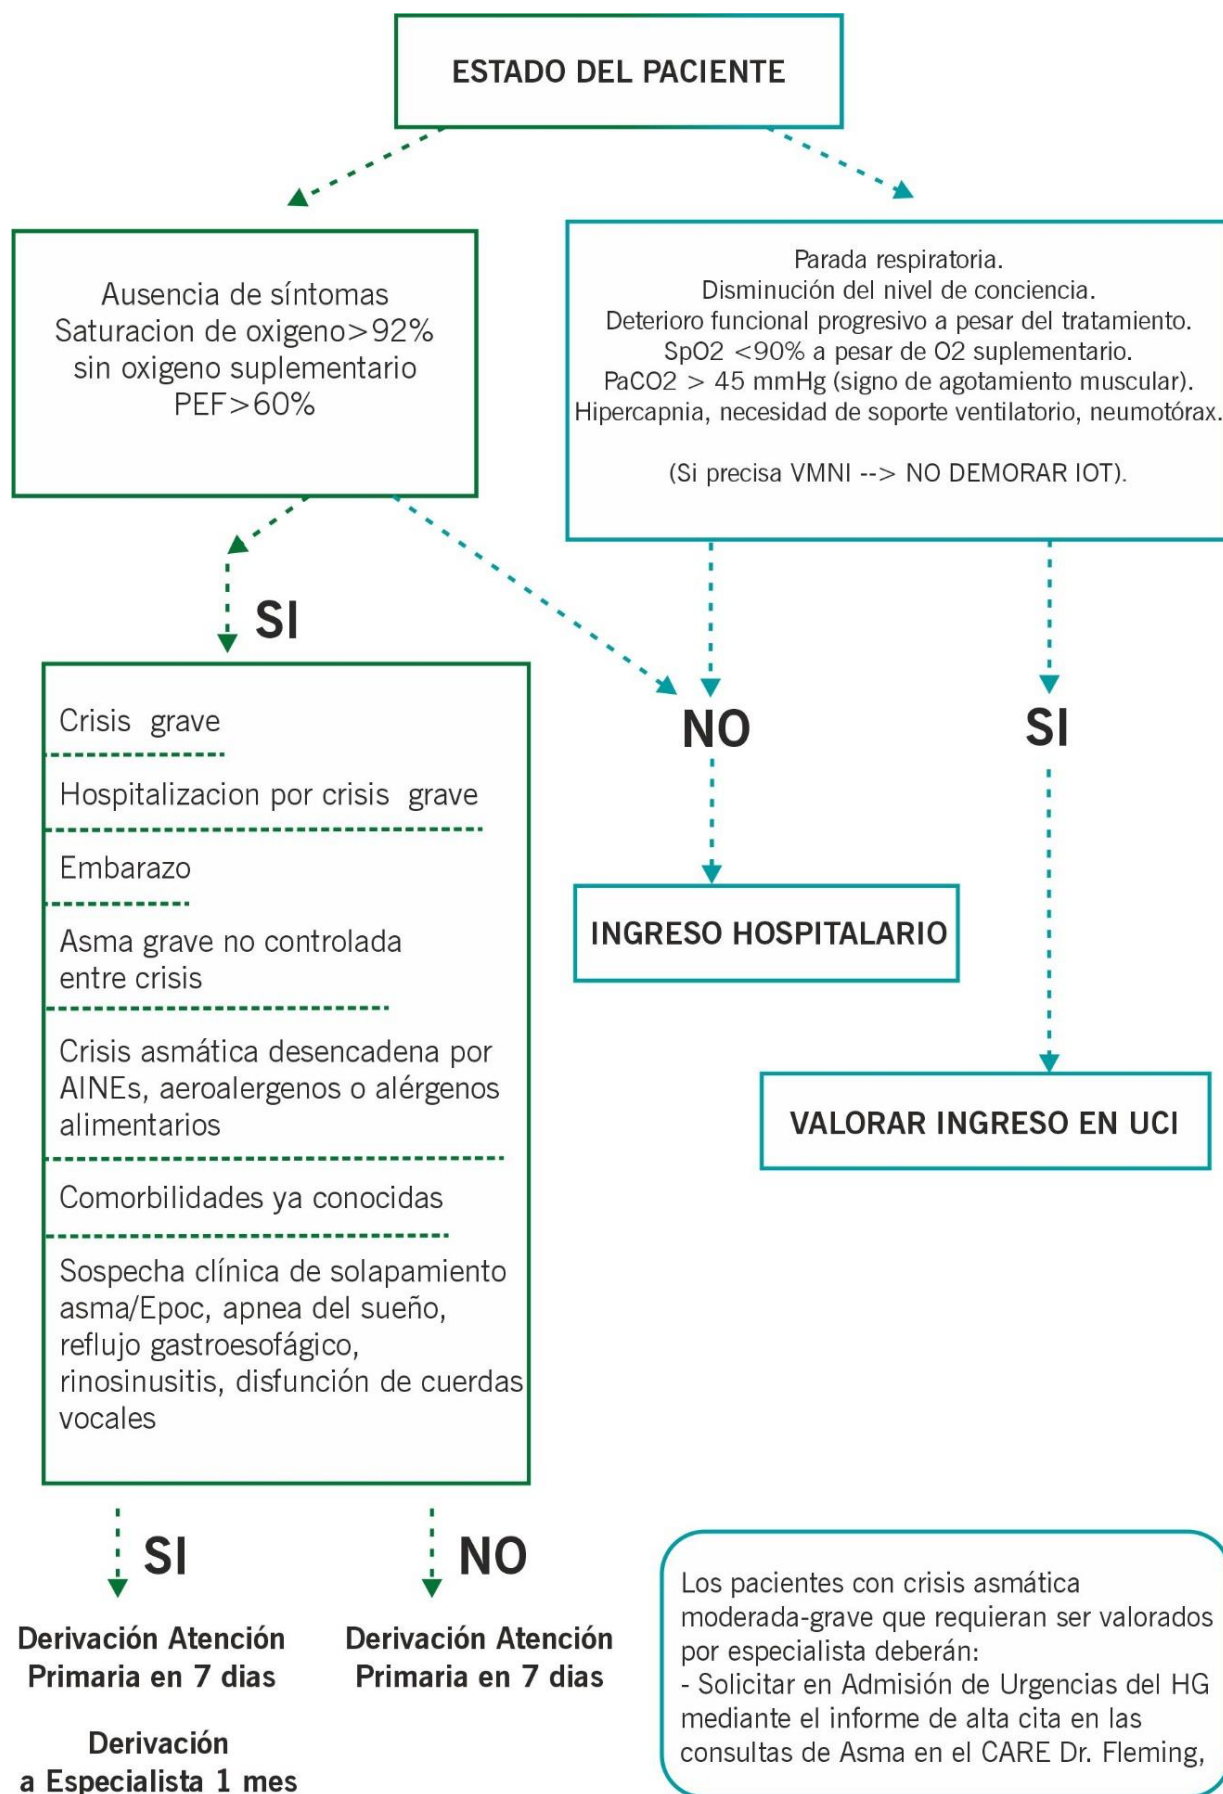 ESTADO DEL PACIENTE
Ausencia de síntomas
Saturacion de oxigeno>92%
sin oxigeno suplementario
PEF>60%
Parada respiratoria.
Disminución del nivel de conciencia.
Deterioro funcional progresivo a pesar del tratamiento.
SpO2 <90% a pesar de O2 suplementario.
PaCO2 > 45 mmHg (signo de agotamiento muscular).
Hipercapnia, necesidad de soporte ventilatorio, neumotórax.
(Si precisa VMNI --> NO DEMORAR IOT).
SI
NO
SI
Crisis grave
Hospitalizacion por crisis grave
Embarazo
Asma grave no controlada
entre crisis
Crisis asmática desencadena por
AINEs, aeroalergenos o alérgenos
alimentarios
Comorbilidades ya conocidas
Sospecha clínica de solapamiento
asma/Epoc, apnea del sueño,
reflujo gastroesofágico,
rinosinusitis, disfunción de cuerdas
vocales
INGRESO HOSPITALARIO
VALORAR INGRESO EN UCI
SI
NO
Derivación Atención
Primaria en 7 dias
Derivación
a Especialista 1 mes
Derivación Atención
Primaria en 7 dias
Los pacientes con crisis asmática
moderada-grave que requieran ser valorados
por especialista deberán:
- Solicitar en Admisión de Urgencias del HG
mediante el informe de alta cita en las
consultas de Asma en el CARE Dr. Fleming,